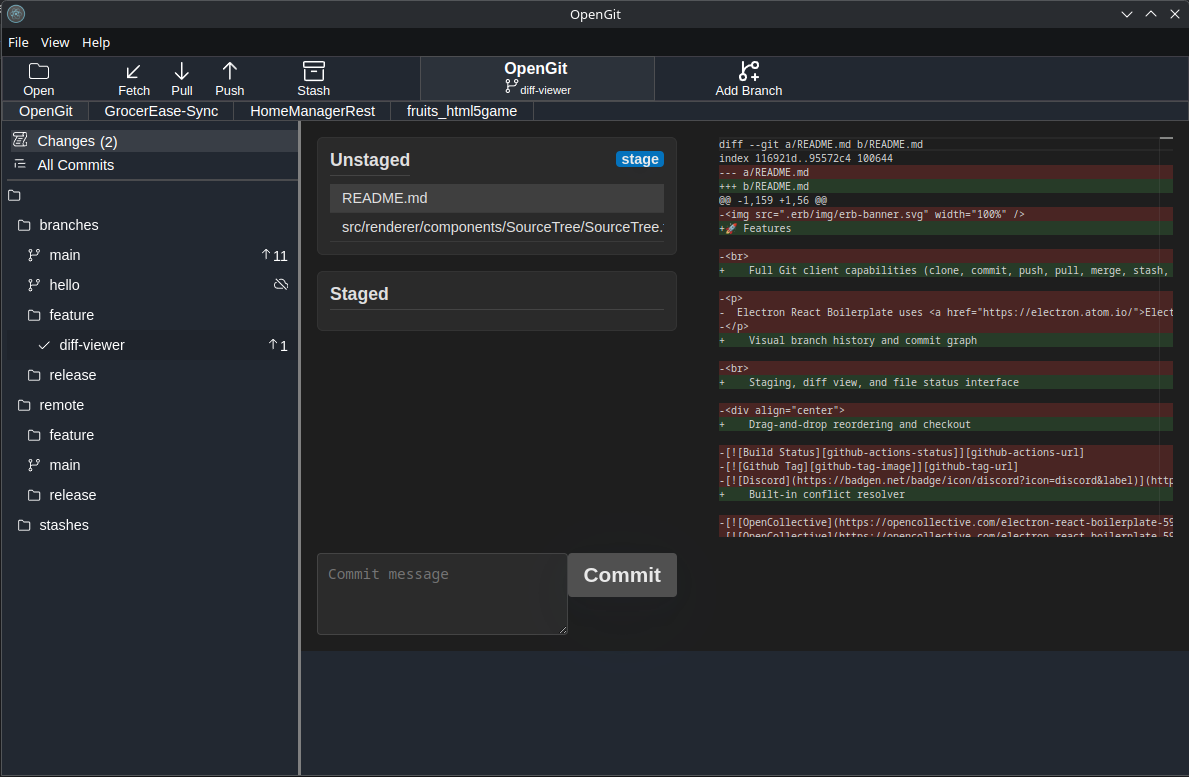 OpenGit
File View Help
Open Fetch Pull Push Stash
OpenGit
diff-viewer
Add Branch
OpenGit GrocerEase-Sync HomeManagerRest fruits_html5game
Changes (2)
All Commits
branches
main ↑11
hello
feature
diff-viewer ↑1
release
remote
feature
main
release
stashes
Unstaged stage
README.md
src/renderer/components/SourceTree/SourceTree.
Staged
Commit message
Commit
diff --git a/README.md b/README.md
index 116921d..95572c4 100644
--- a/README.md
+++ b/README.md
@@ -1,159 +1,56 @@
-<img src=".erb/img/erb-banner.svg" width="100%" />
+🚀 Features
-<br>
+    Full Git client capabilities (clone, commit, push, pull, merge, stash,
-<p>
-  Electron React Boilerplate uses <a href="https://electron.atom.io/">Elect
-</p>
+    Visual branch history and commit graph
-<br>
+    Staging, diff view, and file status interface
-<div align="center">
+    Drag-and-drop reordering and checkout
-[![Build Status][github-actions-status]][github-actions-url]
-[![Github Tag][github-tag-image]][github-tag-url]
-[![Discord](https://badgen.net/badge/icon/discord?icon=discord&label)](http
+    Built-in conflict resolver
-[![OpenCollective](https://opencollective.com/electron-react-boilerplate-59
-[![OpenCollective](https://opencollective.com/electron-react-boilerplate-59